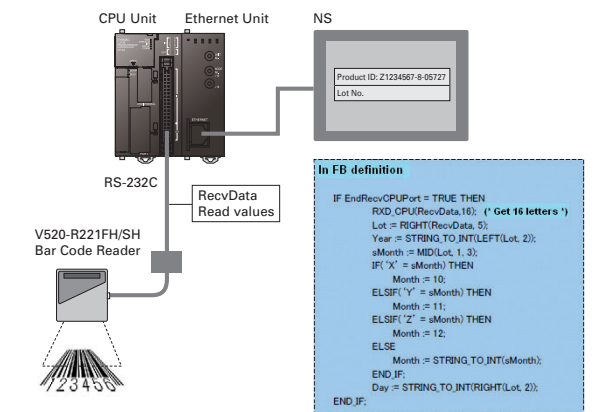 CPU Unit
Ethernet Unit
NS
ETHERNET
Product ID: Z1234567-8-05727
Lot No.
RS-232C
RecvData
Read values
V520-R221FH/SH
Bar Code Reader
123456
In FB definition
IF EndRecvCPUPort = TRUE THEN
RXD_CPU(RecvData,16); (* Get 16 letters *)
Lot := RIGHT(RecvData, 5);
Year := STRING_TO_INT(LEFT(Lot, 2));
sMonth := MID(Lot, 1, 3);
IF( 'X' = sMonth) THEN
Month := 10;
ELSIF( 'Y' = sMonth) THEN
Month := 11;
ELSIF( 'Z' = sMonth) THEN
Month := 12;
ELSE
Month := STRING_TO_INT(sMonth);
END_IF;
Day := STRING_TO_INT(RIGHT(Lot, 2));
END_IF;